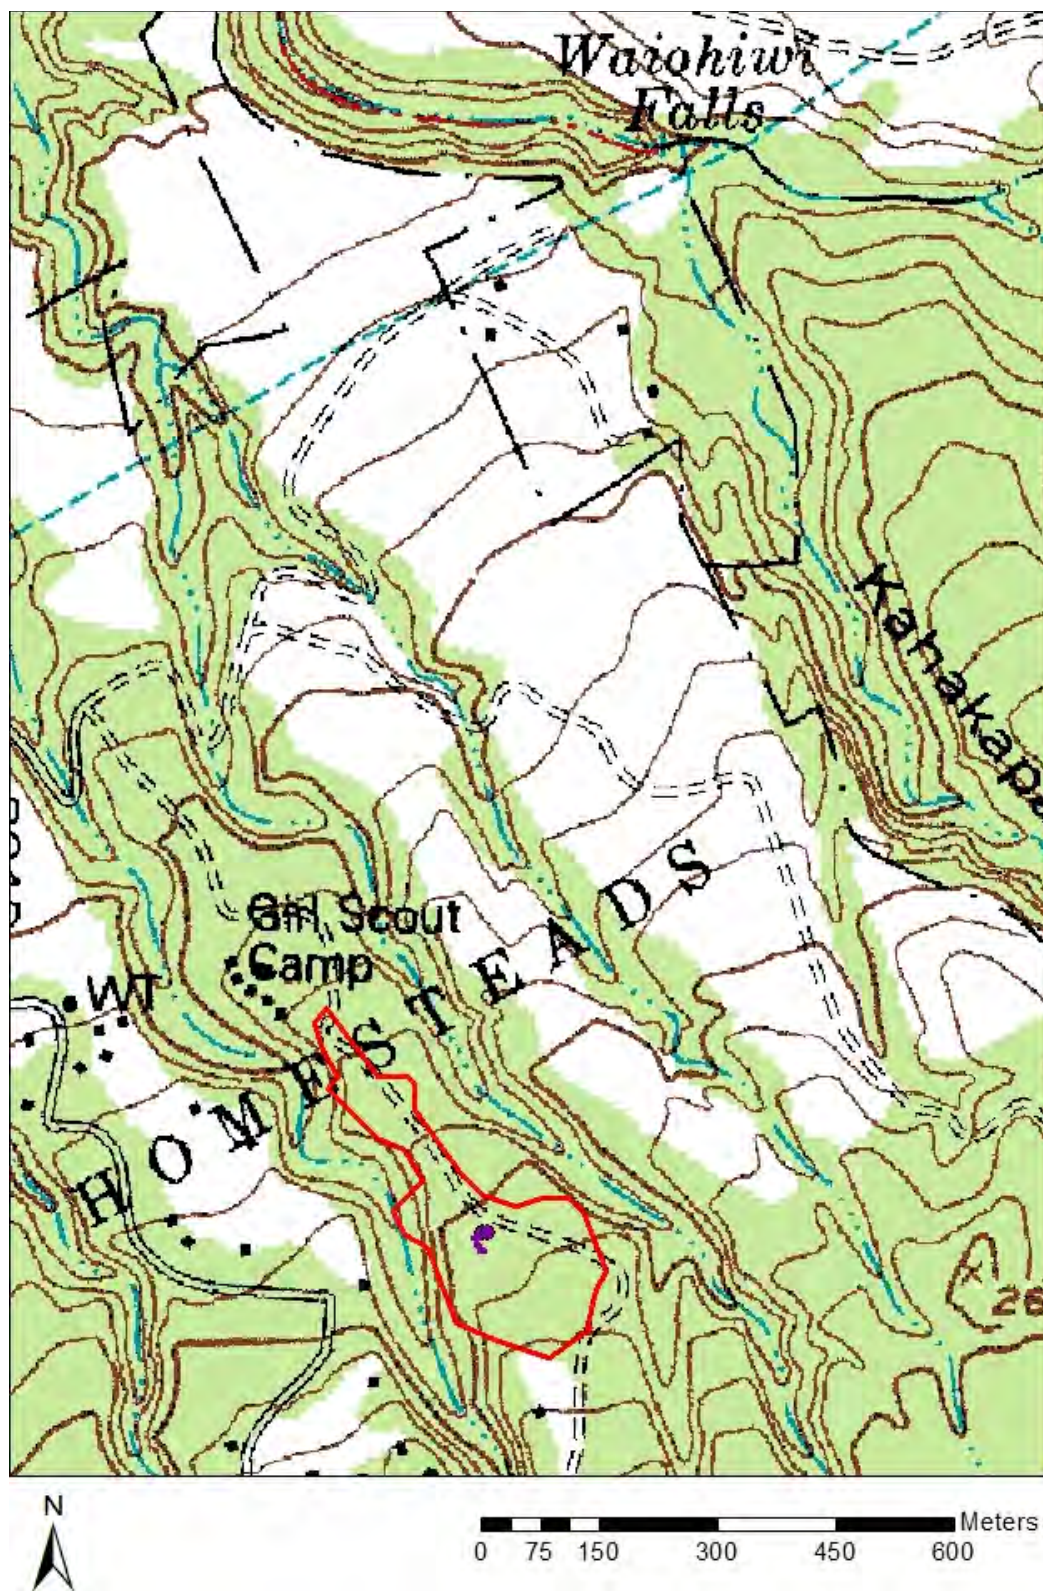 Waiohiwi
Falls
Kahakapa
Girl Scout
Camp
WT
HOMESTEADS
N
Meters
0 75 150 300 450 600